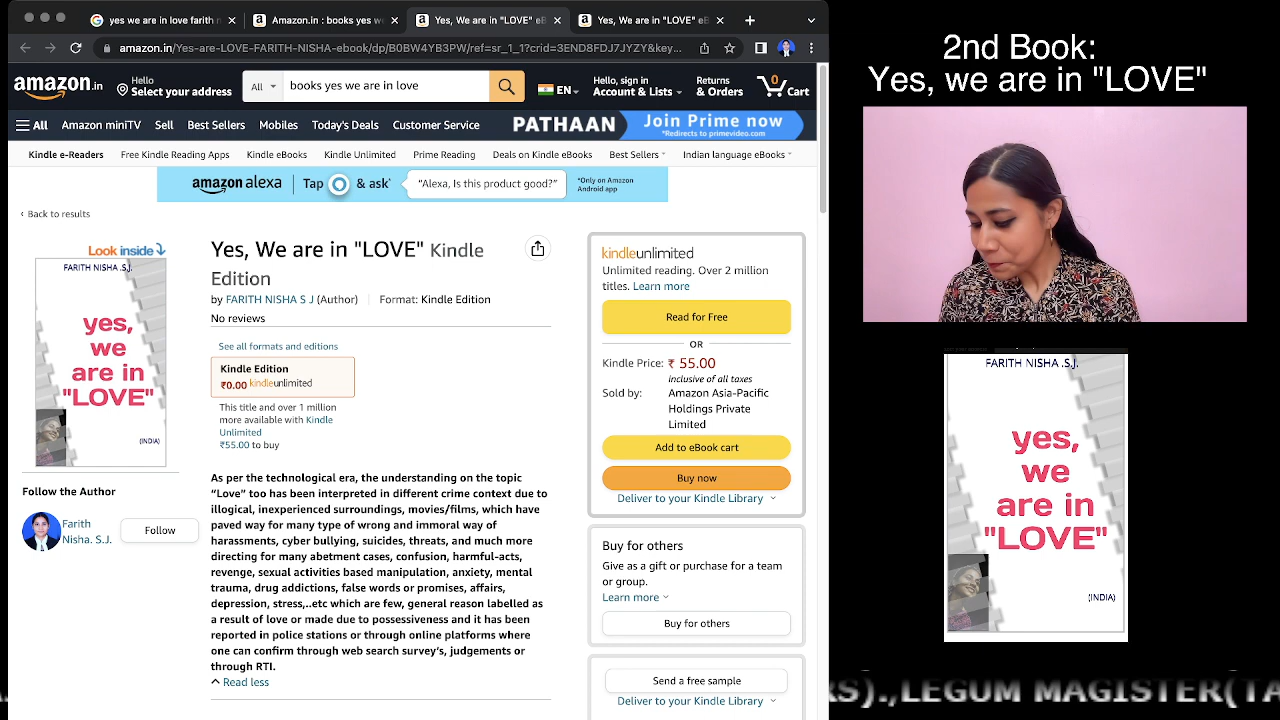 yes we are in love farith n
Amazon.in : books yes we
Yes, We are in "LOVE" eB
Yes, We are in "LOVE" eB
amazon.in/Yes-are-LOVE-FARITH-NISHA-ebook/dp/B0BW4YB3PW/ref=sr_1_1?crid=3END8FDJ7JYZY&key...
amazon.in
Hello
Select your address
All
books yes we are in love
EN
Hello, sign in
Account & Lists
Returns
& Orders
0
Cart
All
Amazon miniTV
Sell
Best Sellers
Mobiles
Today's Deals
Customer Service
PATHAAN
Join Prime now
*Redirects to primevideo.com
Kindle e-Readers
Free Kindle Reading Apps
Kindle eBooks
Kindle Unlimited
Prime Reading
Deals on Kindle eBooks
Best Sellers
Indian language eBooks
amazon alexa
Tap
& ask*
“Alexa, Is this product good?”
*Only on Amazon
Android app
‹ Back to results
Look inside
FARITH NISHA .S.J.
yes,
we
are in
"LOVE"
(INDIA)
Follow the Author
Farith
Nisha. S.J.
Follow
Yes, We are in "LOVE" Kindle
Edition
by FARITH NISHA S J (Author)
Format: Kindle Edition
No reviews
See all formats and editions
Kindle Edition
₹0.00 kindleunlimited
This title and over 1 million
more available with Kindle
Unlimited
₹55.00 to buy
As per the technological era, the understanding on the topic
“Love” too has been interpreted in different crime context due to
illogical, inexperienced surroundings, movies/films, which have
paved way for many type of wrong and immoral way of
harassments, cyber bullying, suicides, threats, and much more
directing for many abetment cases, confusion, harmful-acts,
revenge, sexual activities based manipulation, anxiety, mental
trauma, drug addictions, false words or promises, affairs,
depression, stress,..etc which are few, general reason labelled as
a result of love or made due to possessiveness and it has been
reported in police stations or through online platforms where
one can confirm through web search survey's, judgements or
through RTI.
Read less
kindleunlimited
Unlimited reading. Over 2 million
titles. Learn more
Read for Free
OR
Kindle Price: ₹ 55.00
inclusive of all taxes
Sold by: Amazon Asia-Pacific
Holdings Private
Limited
Add to eBook cart
Buy now
Deliver to your Kindle Library
Buy for others
Give as a gift or purchase for a team
or group.
Learn more
Buy for others
Send a free sample
Deliver to your Kindle Library
2nd Book:
Yes, we are in "LOVE"
FARITH NISHA .S.J.
yes,
we
are in
"LOVE"
(INDIA)
RS).,LEGUM MAGISTER(TA